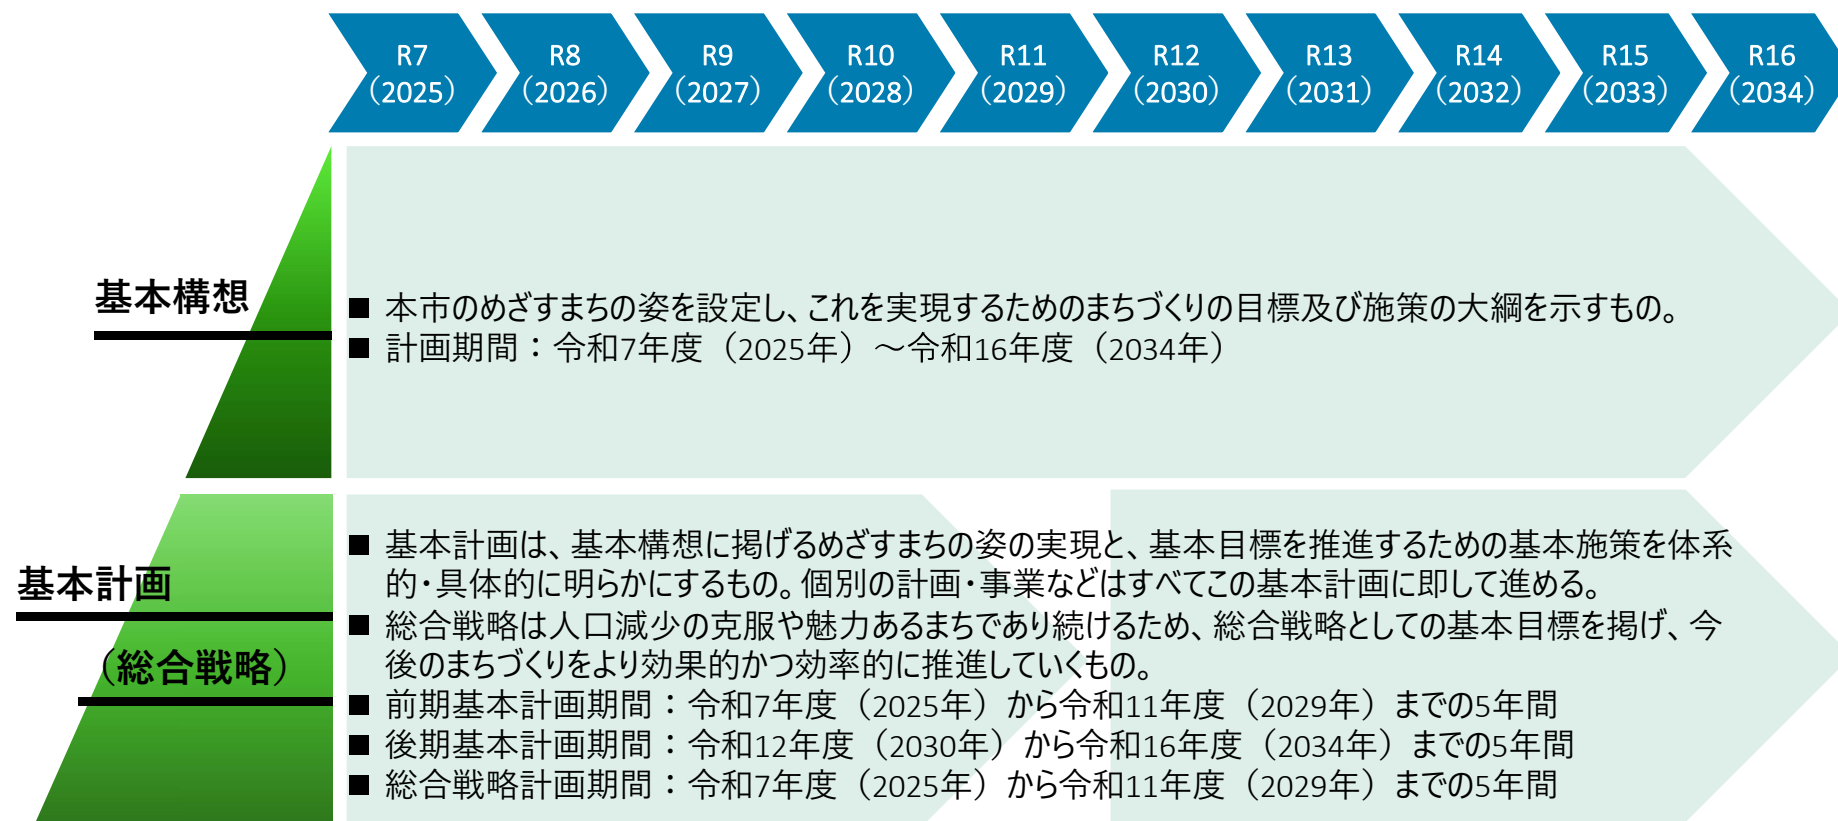 R7
（2025）
R8
（2026）
R9
（2027）
R10
（2028）
R11
（2029）
R12
（2030）
R13
（2031）
R14
（2032）
R15
（2033）
R16
（2034）
基本構想
■ 本市のめざすまちの姿を設定し、これを実現するためのまちづくりの目標及び施策の大綱を示すもの。
■ 計画期間：令和7年度（2025年）～令和16年度（2034年）
基本計画
（総合戦略）
■ 基本計画は、基本構想に掲げるめざすまちの姿の実現と、基本目標を推進するための基本施策を体系
的・具体的に明らかにするもの。個別の計画・事業などはすべてこの基本計画に即して進める。
■ 総合戦略は人口減少の克服や魅力あるまちであり続けるため、総合戦略としての基本目標を掲げ、今
後のまちづくりをより効果的かつ効率的に推進していくもの。
■ 前期基本計画期間：令和7年度（2025年）から令和11年度（2029年）までの5年間
■ 後期基本計画期間：令和12年度（2030年）から令和16年度（2034年）までの5年間
■ 総合戦略計画期間：令和7年度（2025年）から令和11年度（2029年）までの5年間